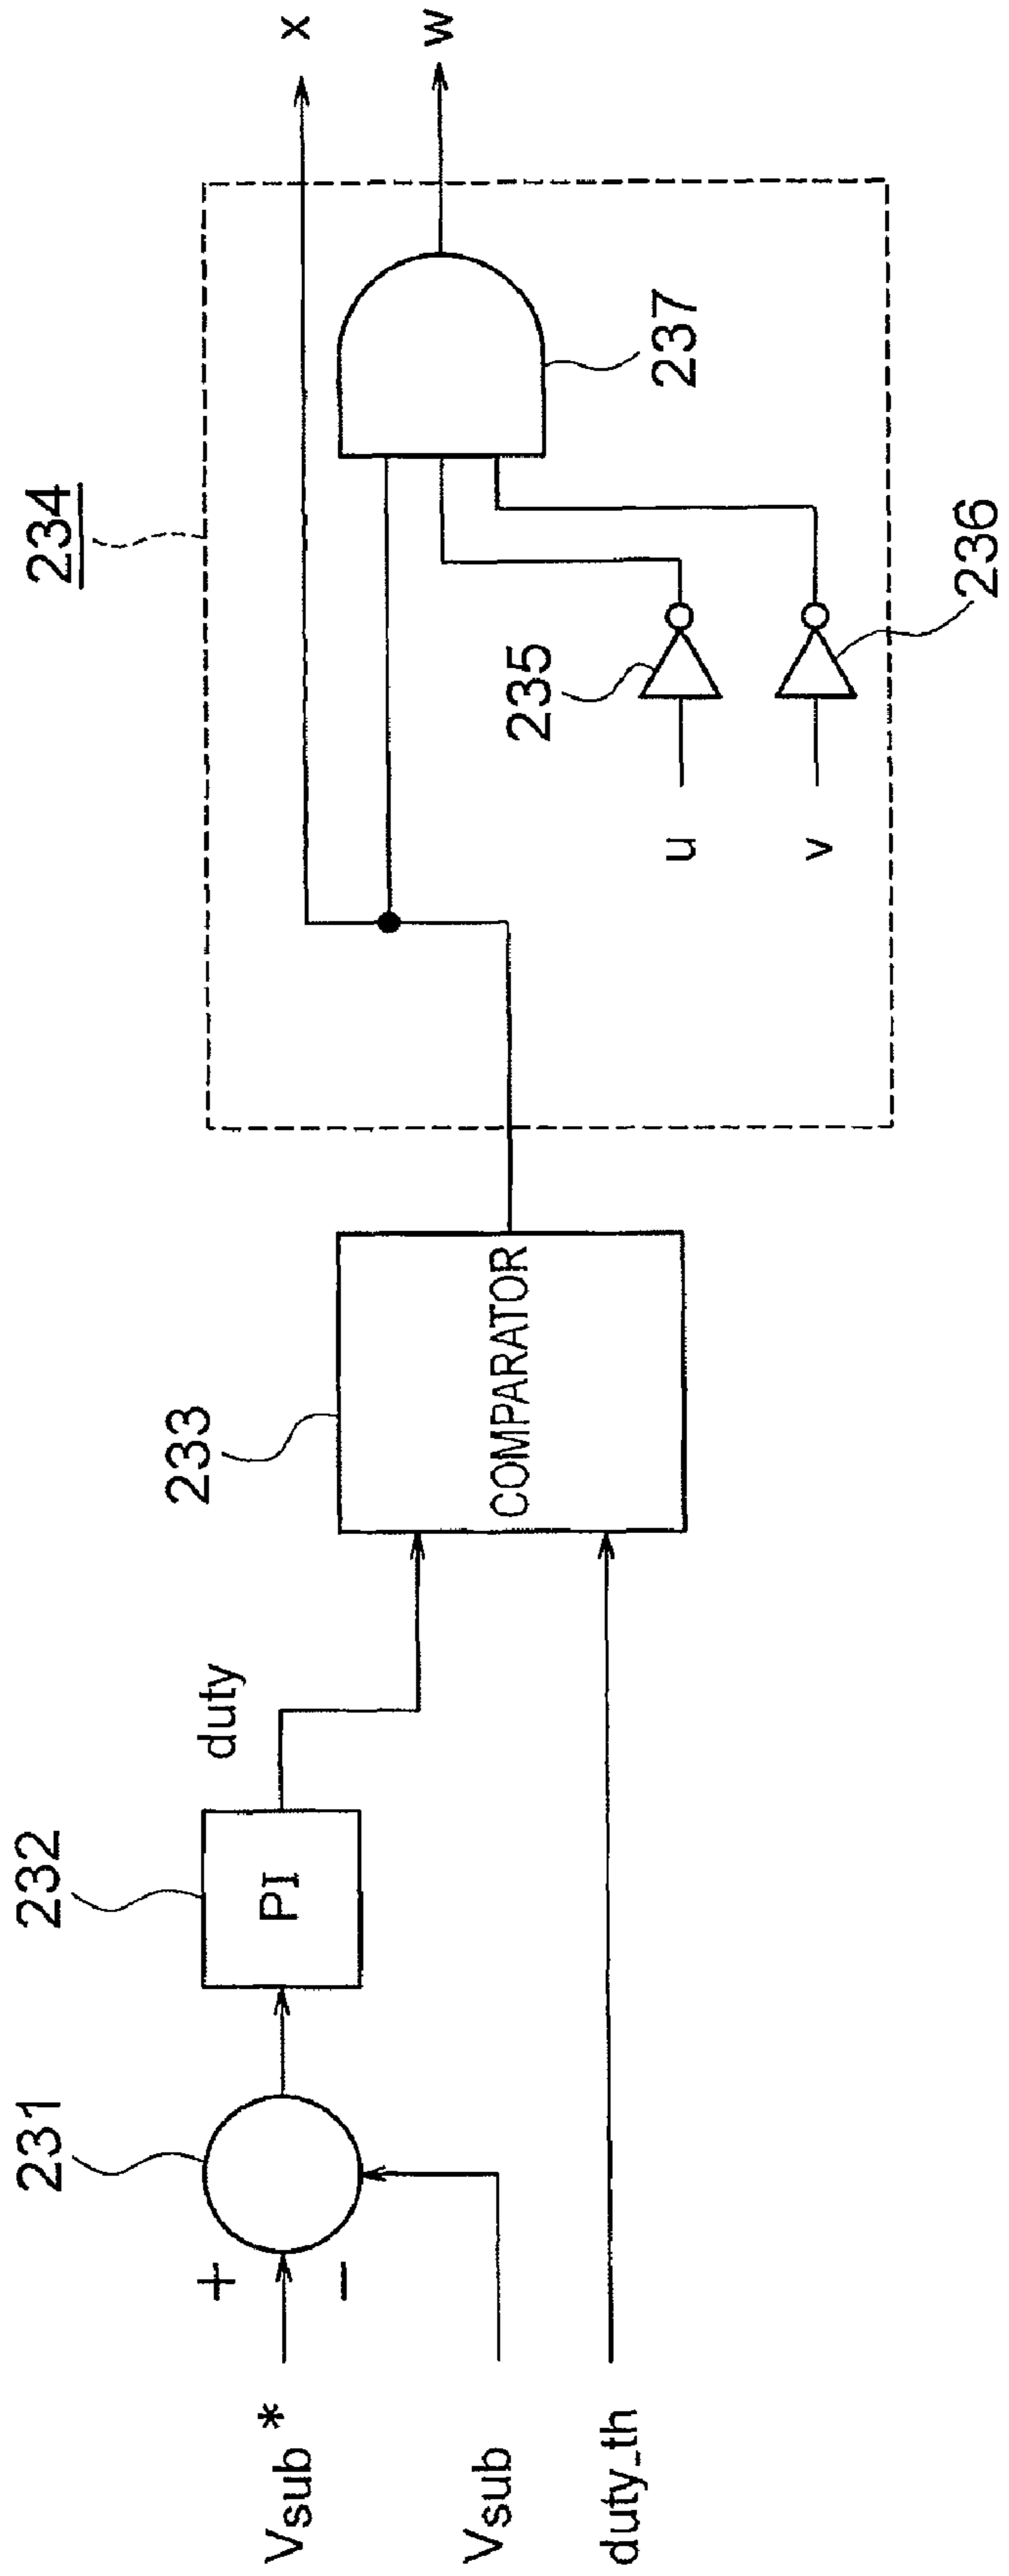 234
x
w
237
235
236
u
v
233
COMPARATOR
duty
232
PI
231
+
−
Vsub*
Vsub
duty_th